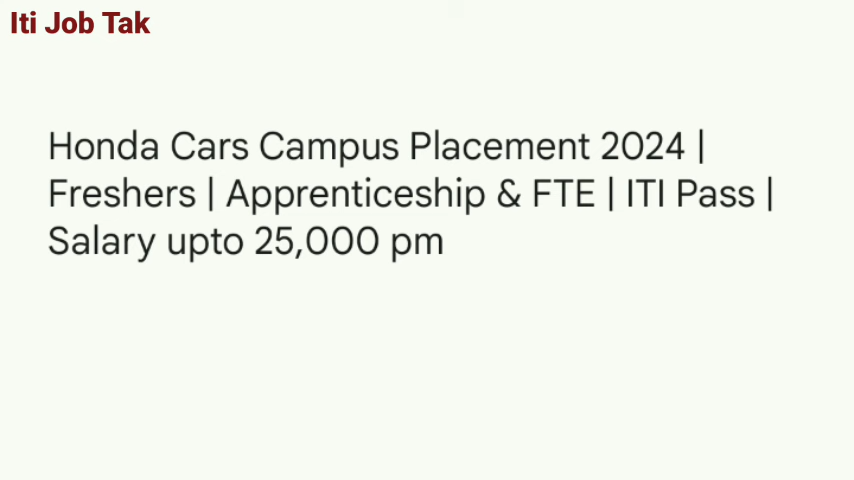 Iti Job Tak
Honda Cars Campus Placement 2024 |
Freshers | Apprenticeship & FTE | ITI Pass |
Salary upto 25,000 pm